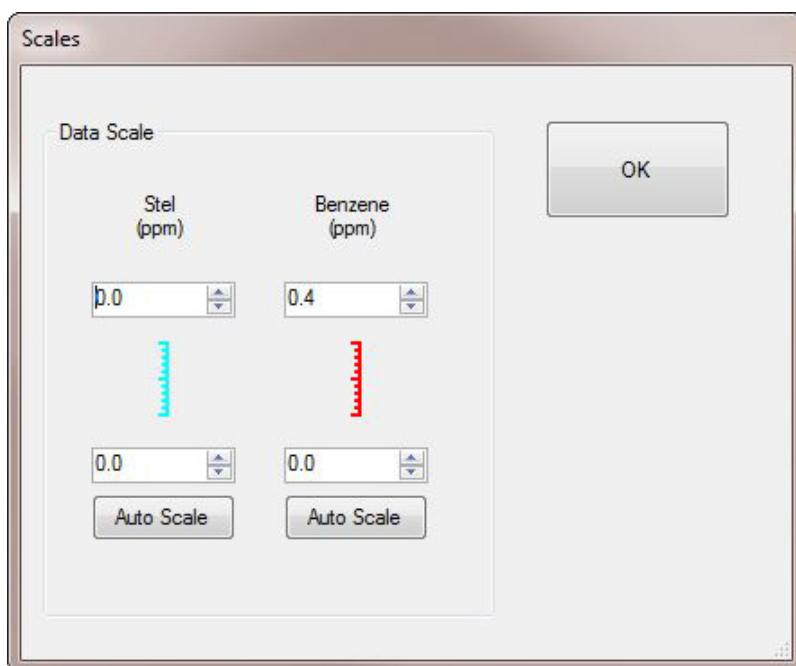 Scales
Data Scale
OK
Stel
(ppm)
Benzene
(ppm)
0.0
0.4
0.0
0.0
Auto Scale
Auto Scale